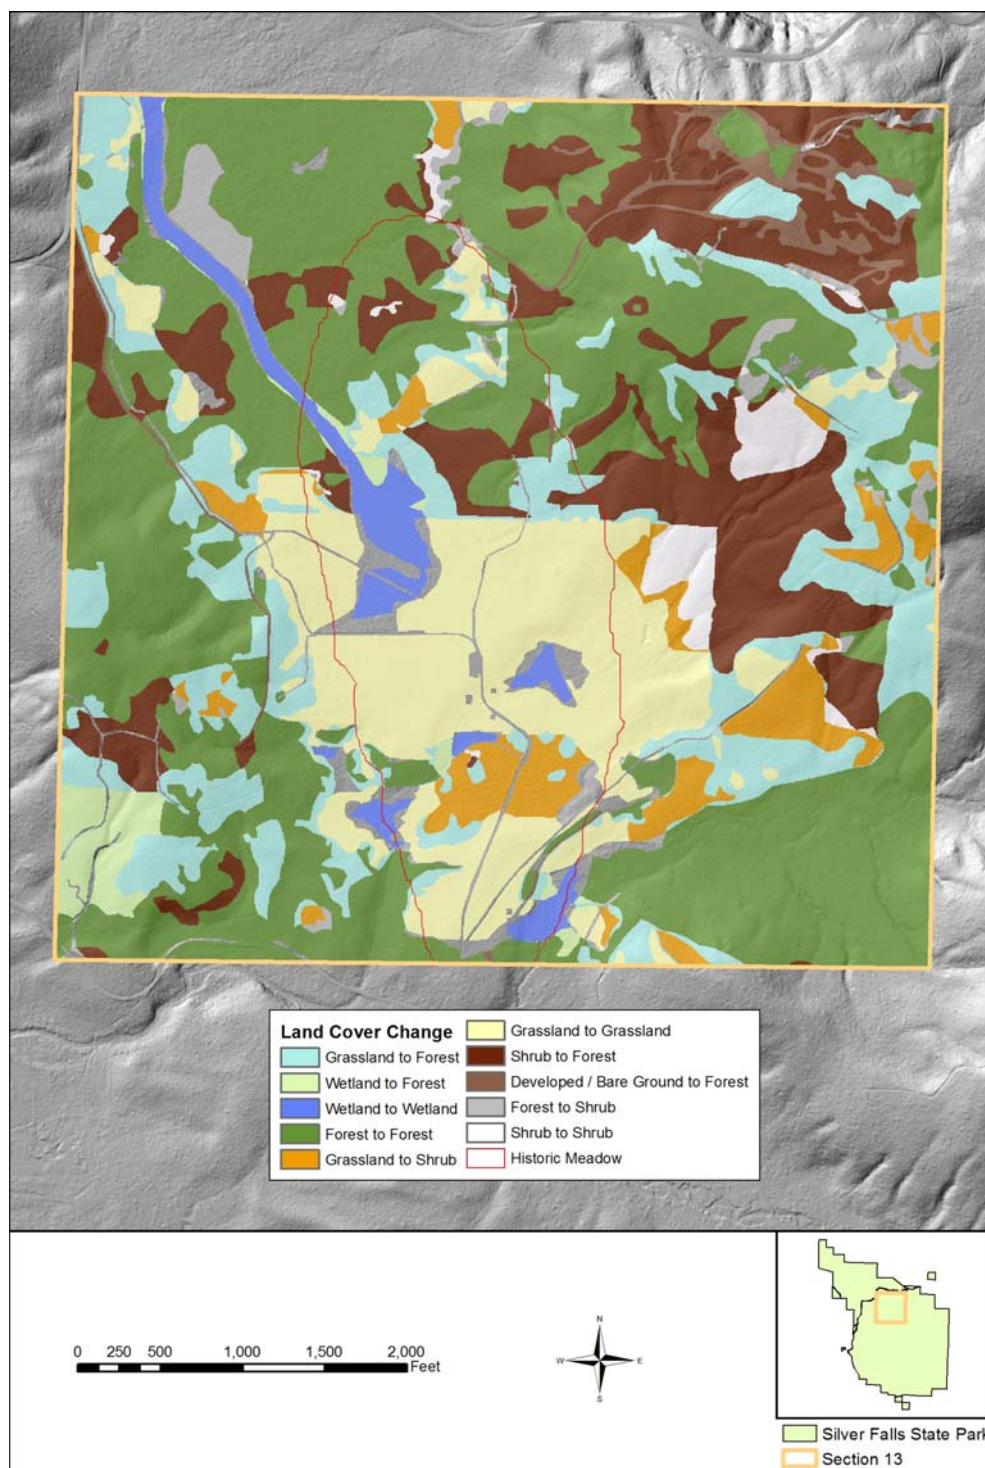 Land Cover Change
Grassland to Forest
Wetland to Forest
Wetland to Wetland
Forest to Forest
Grassland to Shrub
Grassland to Grassland
Shrub to Forest
Developed / Bare Ground to Forest
Forest to Shrub
Shrub to Shrub
Historic Meadow
0 250 500 1,000 1,500 2,000
Feet
N
W E
S
Silver Falls State Park
Section 13